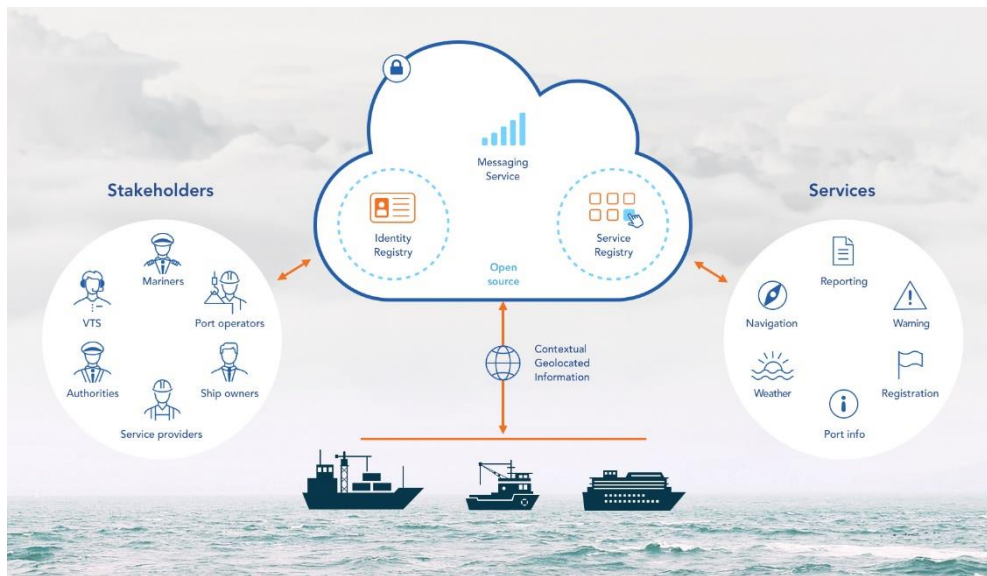 Messaging
Service
Stakeholders
Services
Identity
Registry
Service
Registry
Open
source
Mariners
VTS
Port operators
Authorities
Ship owners
Service providers
Contextual
Geolocated
Information
Reporting
Navigation
Warning
Weather
Registration
Port info